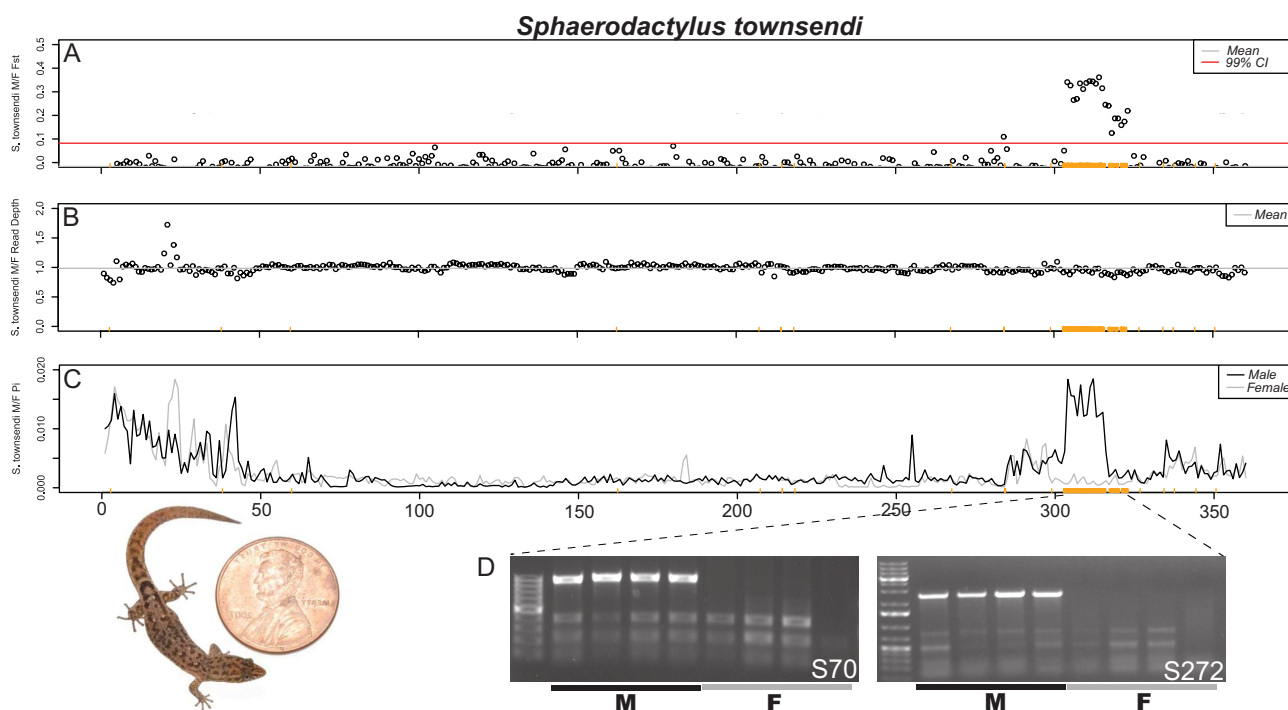 Sphaerodactylus townsendi
A
S. townsendi M/F Fst
0.0 0.1 0.2 0.3 0.4 0.5
Mean
99% CI
B
S. townsendi M/F Read Depth
0.0 0.5 1.0 1.5 2.0
Mean
C
S. townsendi M/F Pi
0.000 0.010 0.020
Male
Female
0 50 100 150 200 250 300 350
D
S70
S272
M F
M F